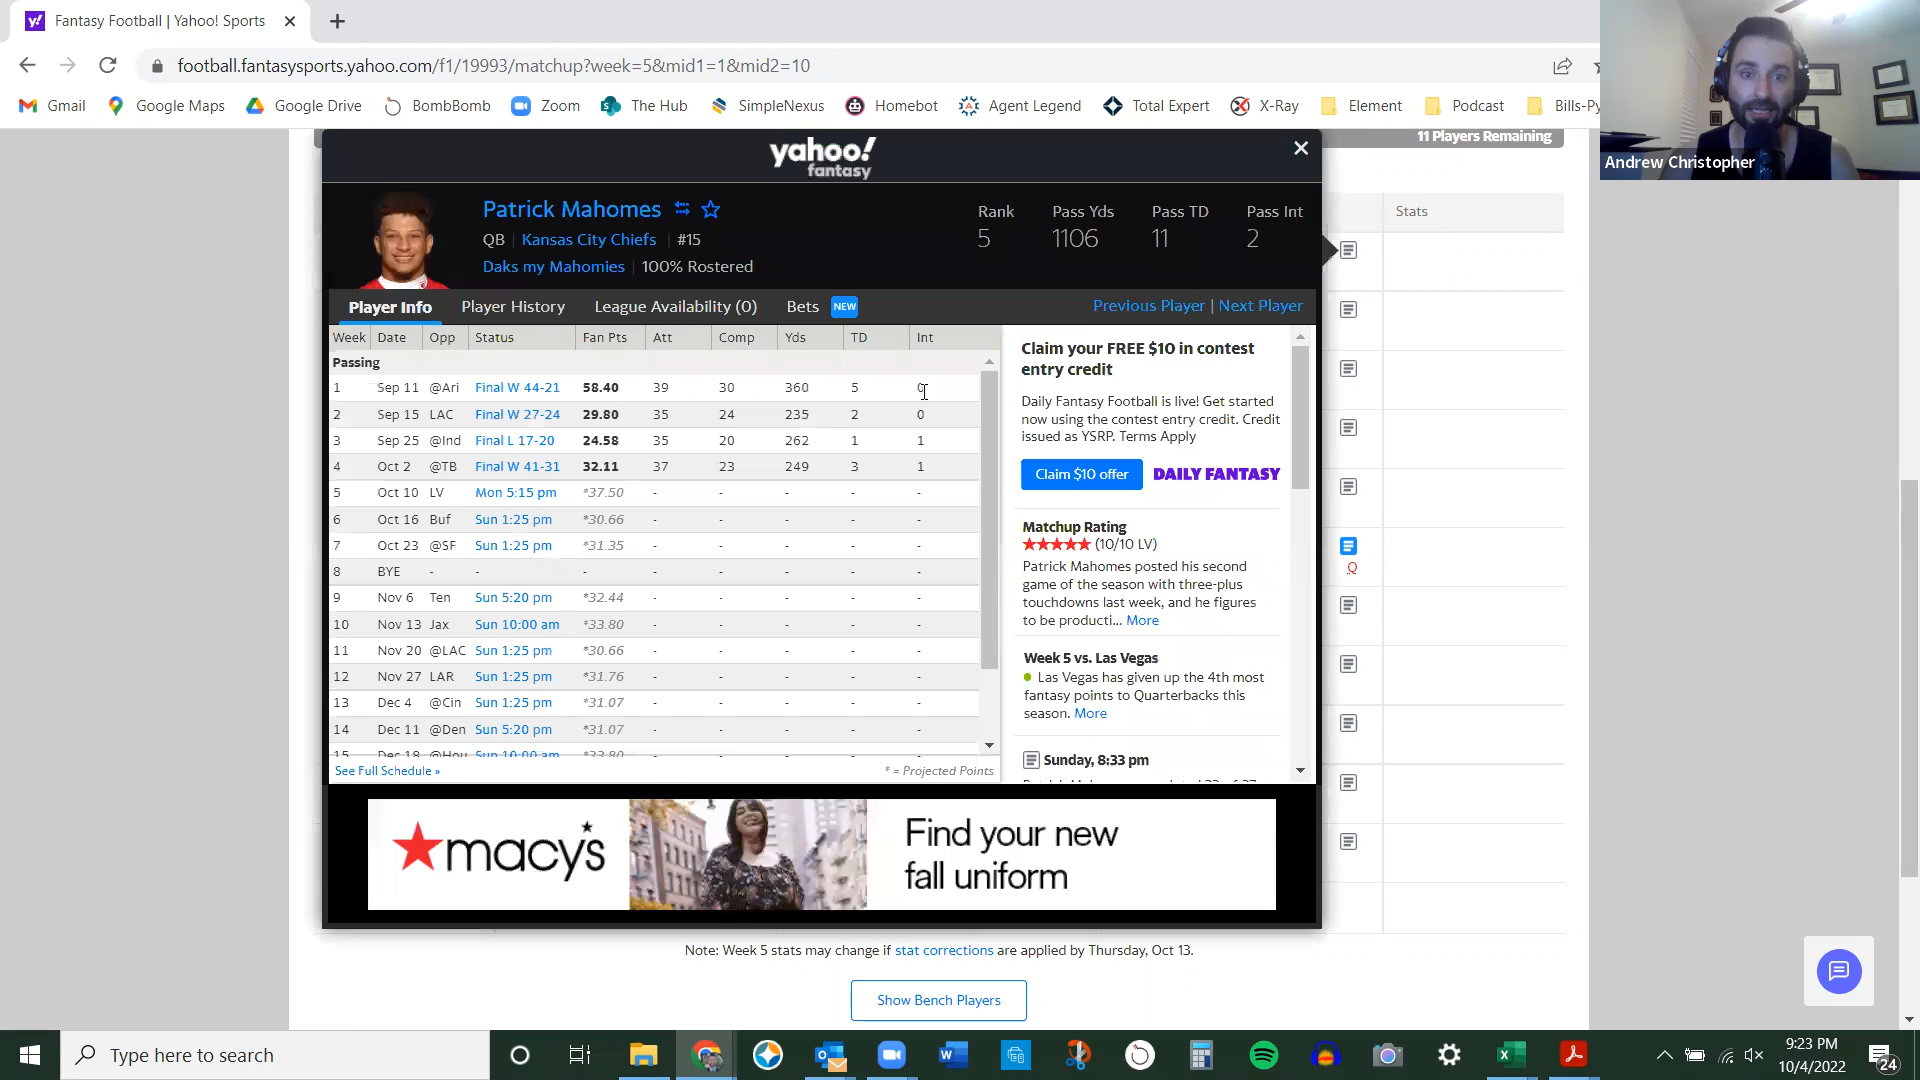 Fantasy Football | Yahoo! Sports
football.fantasysports.yahoo.com/f1/19993/matchup?week=5&mid1=1&mid2=10
Gmail Google Maps Google Drive BombBomb Zoom The Hub SimpleNexus Homebot Agent Legend Total Expert X-Ray Element Podcast Bills-Py
Andrew Christopher
11 Players Remaining
yahoo!
fantasy
Patrick Mahomes
QB | Kansas City Chiefs | #15
Daks my Mahomies | 100% Rostered
Rank Pass Yds Pass TD Pass Int
5 1106 11 2
Stats
Player Info Player History League Availability (0) Bets NEW Previous Player | Next Player
Week Date Opp Status Fan Pts Att Comp Yds TD Int
Passing
1 Sep 11 @Ari Final W 44-21 58.40 39 30 360 5 0
2 Sep 15 LAC Final W 27-24 29.80 35 24 235 2 0
3 Sep 25 @Ind Final L 17-20 24.58 35 20 262 1 1
4 Oct 2 @TB Final W 41-31 32.11 37 23 249 3 1
5 Oct 10 LV Mon 5:15 pm *37.50 - - - - -
6 Oct 16 Buf Sun 1:25 pm *30.66 - - - - -
7 Oct 23 @SF Sun 1:25 pm *31.35 - - - - -
8 BYE - - - - - - - -
9 Nov 6 Ten Sun 5:20 pm *32.44 - - - - -
10 Nov 13 Jax Sun 10:00 am *33.80 - - - - -
11 Nov 20 @LAC Sun 1:25 pm *30.66 - - - - -
12 Nov 27 LAR Sun 1:25 pm *31.76 - - - - -
13 Dec 4 @Cin Sun 1:25 pm *31.07 - - - - -
14 Dec 11 @Den Sun 5:20 pm *31.07 - - - - -
15 Dec 18 @Hou Sun 10:00 am *33.80
See Full Schedule »
* = Projected Points
Claim your FREE $10 in contest
entry credit
Daily Fantasy Football is live! Get started
now using the contest entry credit. Credit
issued as YSRP. Terms Apply
Claim $10 offer DAILY FANTASY
Matchup Rating
★★★★★ (10/10 LV)
Patrick Mahomes posted his second
game of the season with three-plus
touchdowns last week, and he figures
to be producti... More
Week 5 vs. Las Vegas
Las Vegas has given up the 4th most
fantasy points to Quarterbacks this
season. More
Sunday, 8:33 pm
Q
macy's
Find your new
fall uniform
Note: Week 5 stats may change if stat corrections are applied by Thursday, Oct 13.
Show Bench Players
Type here to search
9:23 PM
10/4/2022
24